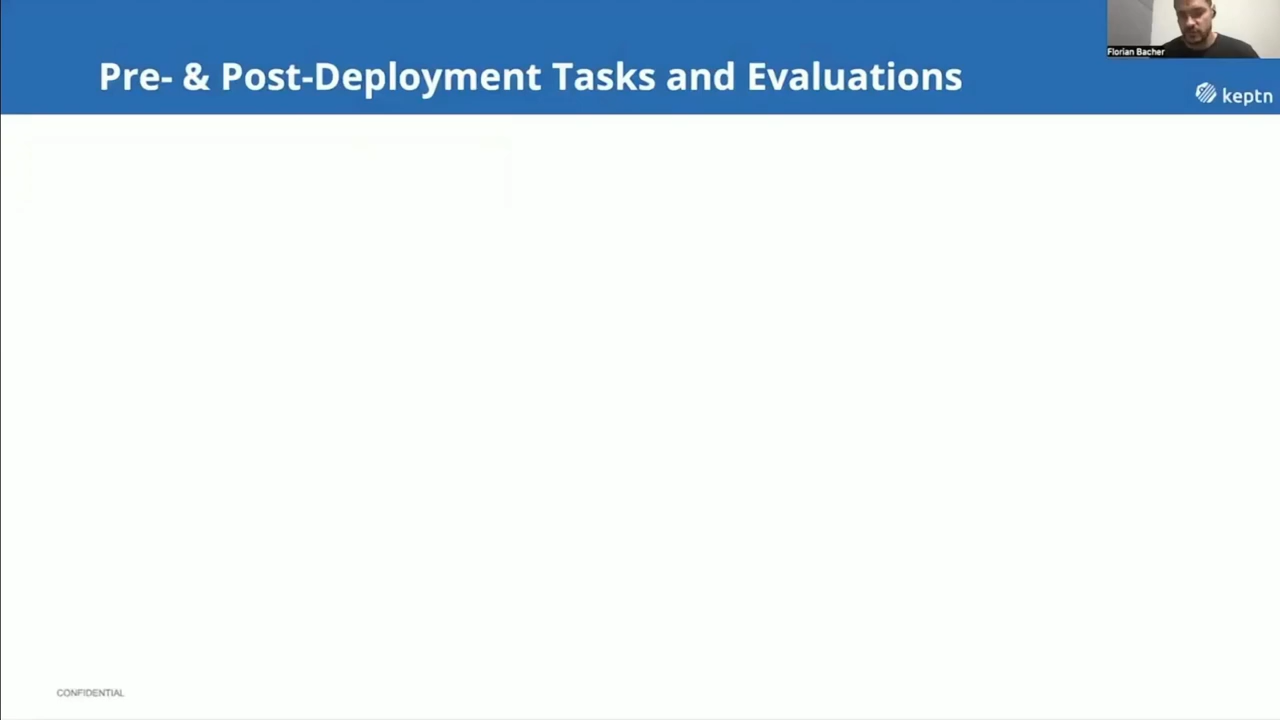 Florian Bacher
Pre- & Post-Deployment Tasks and Evaluations
keptn
CONFIDENTIAL